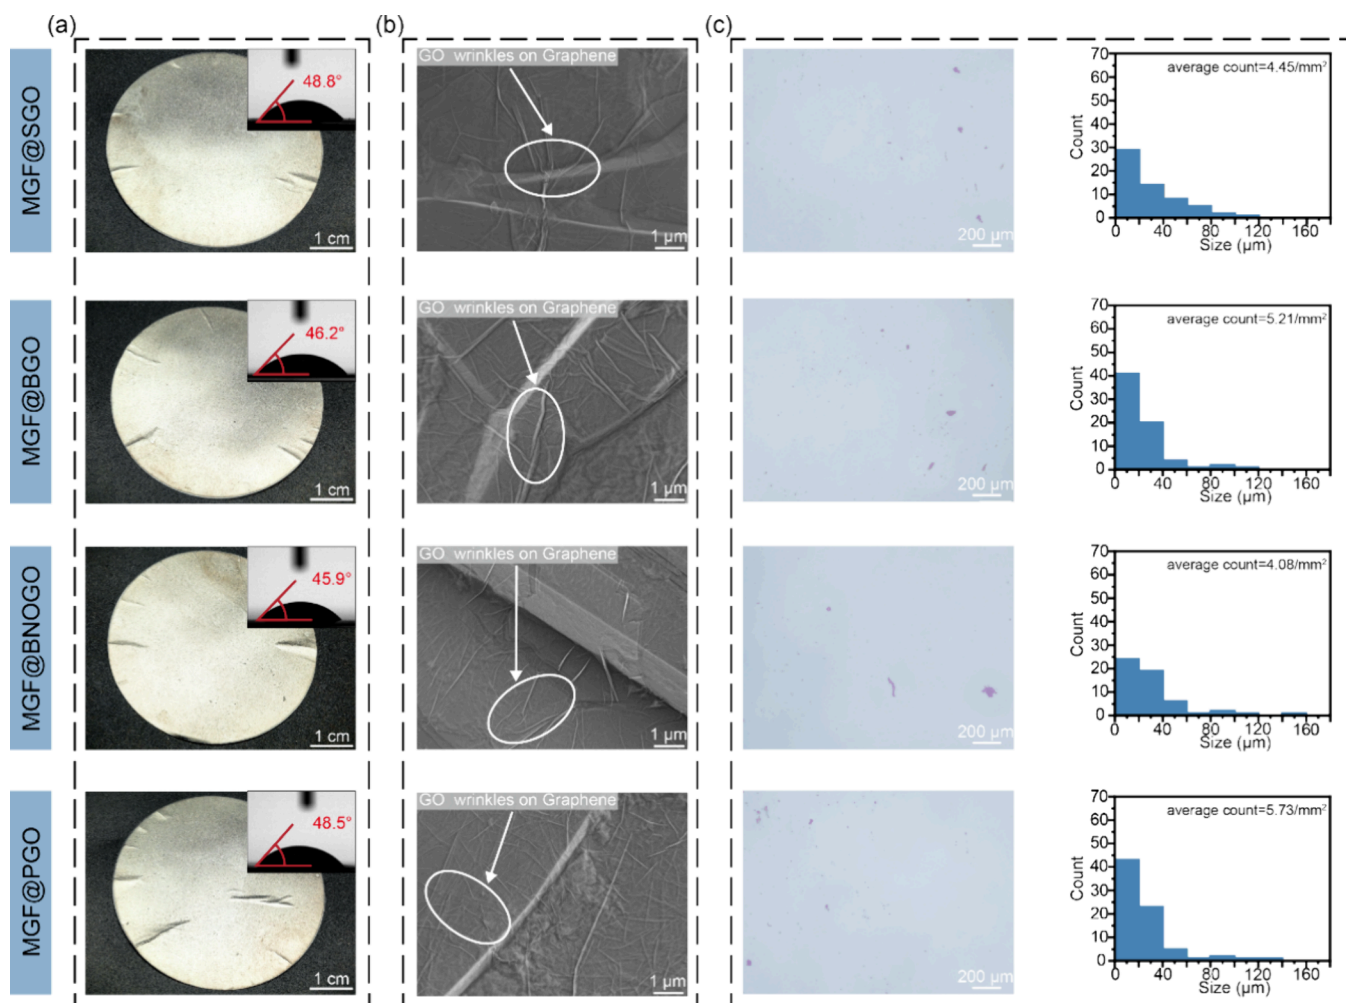 (a)
(b)
(c)
MGF@SGO
48.8°
1 cm
GO wrinkles on Graphene
1 µm
200 µm
average count=4.45/mm²
Count
70
60
50
40
30
20
10
0
0 40 80 120 160
Size (µm)
MGF@BGO
46.2°
1 cm
GO wrinkles on Graphene
1 µm
200 µm
average count=5.21/mm²
Count
70
60
50
40
30
20
10
0
0 40 80 120 160
Size (µm)
MGF@BNOGO
45.9°
1 cm
GO wrinkles on Graphene
1 µm
200 µm
average count=4.08/mm²
Count
70
60
50
40
30
20
10
0
0 40 80 120 160
Size (µm)
MGF@PGO
48.5°
1 cm
GO wrinkles on Graphene
1 µm
200 µm
average count=5.73/mm²
Count
70
60
50
40
30
20
10
0
0 40 80 120 160
Size (µm)